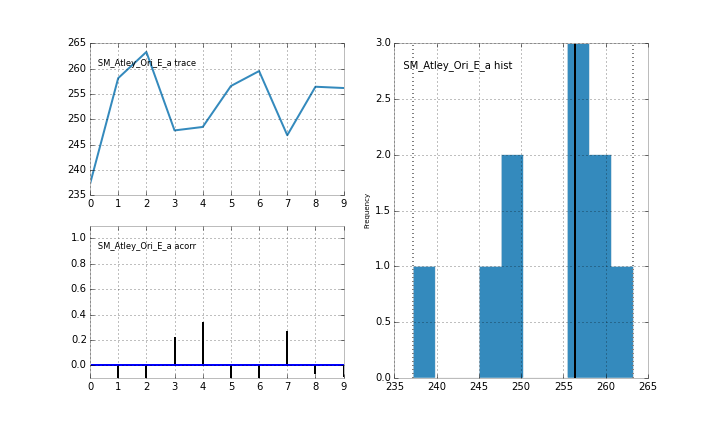 265
260
255
250
245
240
235
SM_Atley_Ori_E_a trace
0 1 2 3 4 5 6 7 8 9
1.0
0.8
0.6
0.4
0.2
0.0
SM_Atley_Ori_E_a acorr
0 1 2 3 4 5 6 7 8 9
Frequency
3.0
2.5
2.0
1.5
1.0
0.5
0.0
SM_Atley_Ori_E_a hist
235 240 245 250 255 260 265